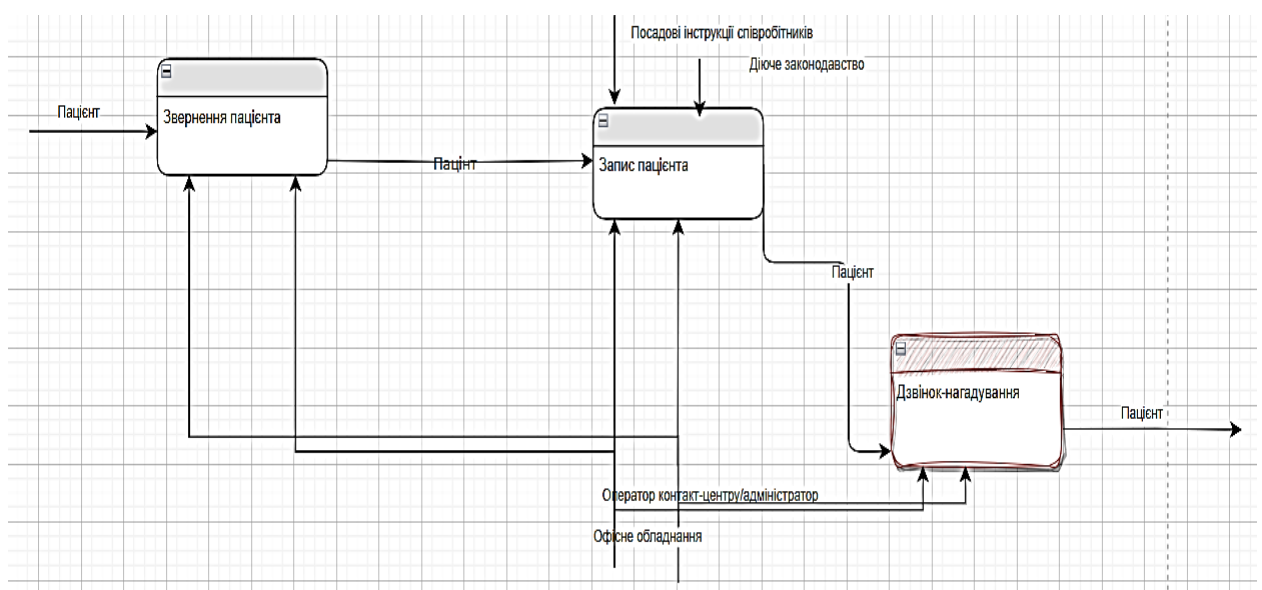 Посадові інструкції співробітників
Діюче законодавство
Пацієнт
Звернення пацієнта
Пацінт
Запис пацієнта
Пацієнт
Дзвінок-нагадування
Пацієнт
Оператор контакт-центру/адміністратор
Офісне обладнання